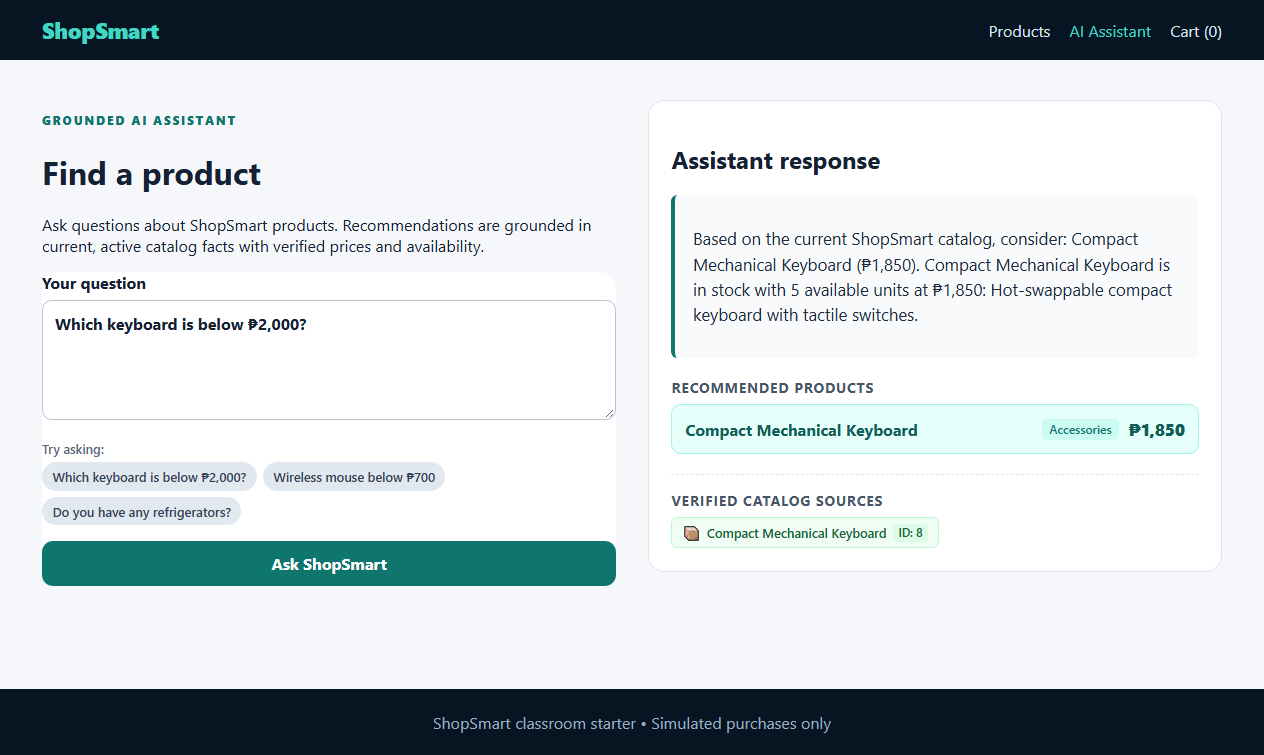 ShopSmart
Products AI Assistant Cart (0)
GROUNDED AI ASSISTANT
Find a product
Ask questions about ShopSmart products. Recommendations are grounded in
current, active catalog facts with verified prices and availability.
Your question
Which keyboard is below ₱2,000?
Try asking:
Which keyboard is below ₱2,000? Wireless mouse below ₱700
Do you have any refrigerators?
Ask ShopSmart
Assistant response
Based on the current ShopSmart catalog, consider: Compact
Mechanical Keyboard (₱1,850). Compact Mechanical Keyboard is
in stock with 5 available units at ₱1,850: Hot-swappable compact
keyboard with tactile switches.
RECOMMENDED PRODUCTS
Compact Mechanical Keyboard Accessories ₱1,850
VERIFIED CATALOG SOURCES
Compact Mechanical Keyboard ID: 8
ShopSmart classroom starter • Simulated purchases only